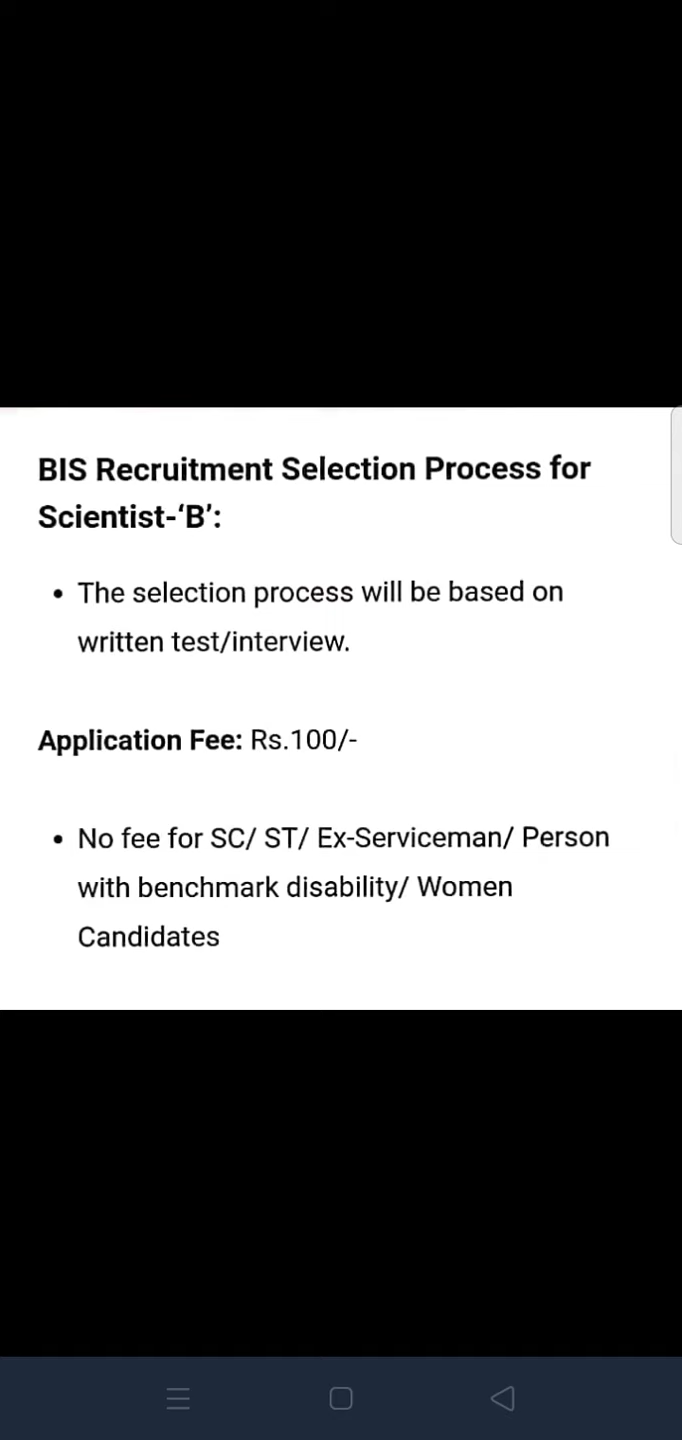 BIS Recruitment Selection Process for
Scientist-‘B’:
• The selection process will be based on
written test/interview.
Application Fee: Rs.100/-
• No fee for SC/ ST/ Ex-Serviceman/ Person
with benchmark disability/ Women
Candidates